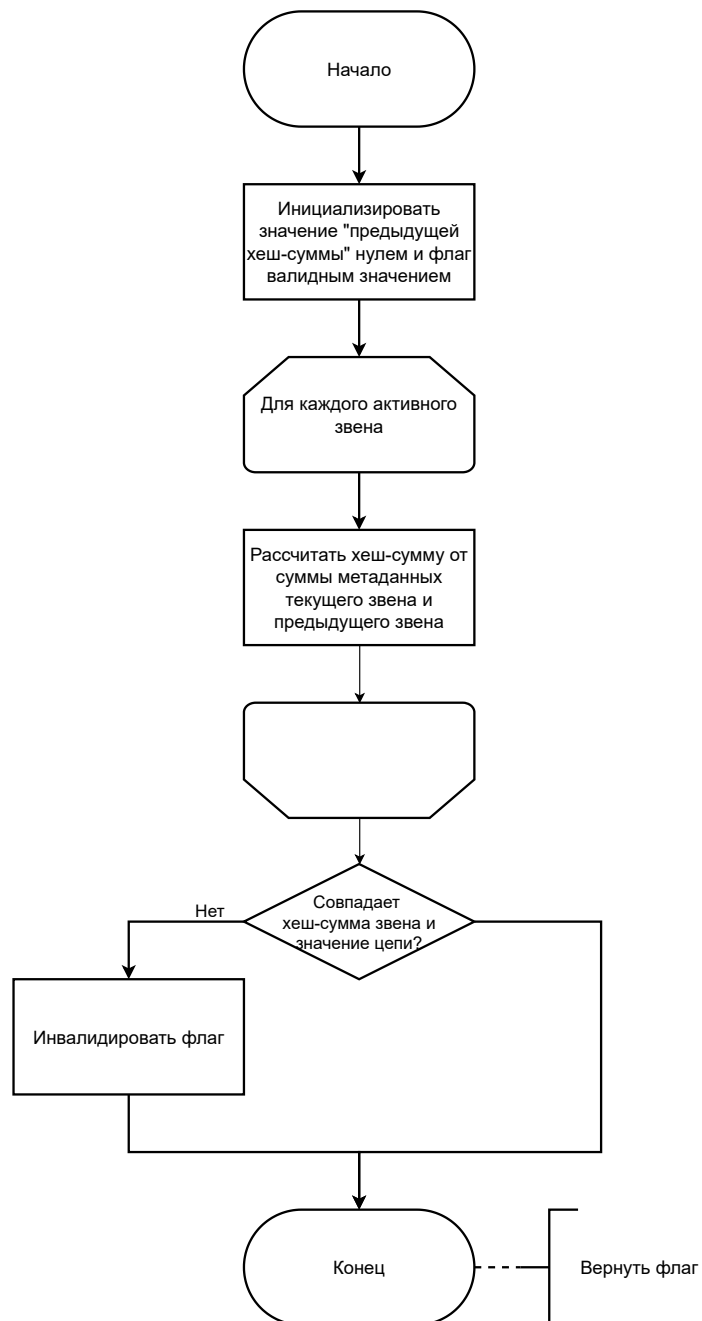 Начало
Инициализировать
значение "предыдущей
хеш-суммы" нулем и флаг
валидным значением
Для каждого активного
звена
Рассчитать хеш-сумму от
суммы метаданных
текущего звена и
предыдущего звена
Совпадает
хеш-сумма звена и
значение цепи?
Нет
Инвалидировать флаг
Конец
Вернуть флаг